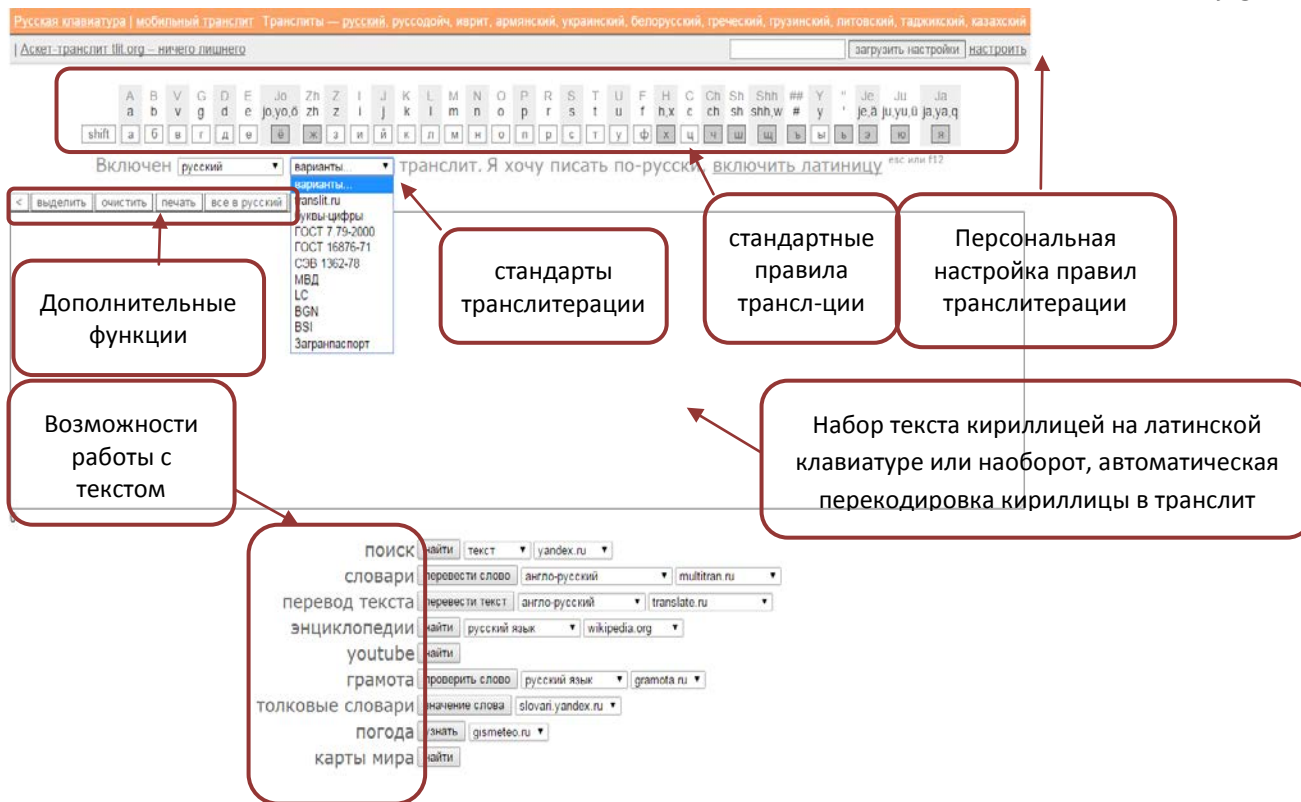 Русская клавиатура | мобильный транслит Транслиты — русский, руссодойч, иврит, армянский, украинский, белорусский, греческий, грузинский, литовский, таджикский, казахский
| Аскет-транслит tlit.org – ничего лишнего загрузить настройки настроить
A B V G D E Jo Zh Z I J K L M N O P R S T U F H C Ch Sh Shh ## Y " Je Ju Ja
a b v g d e jo,yo,ö zh z i j k l m n o p r s t u f h,x c ch sh shh,w # y ' je,ä ju,yu,ü ja,ya,q
shift а б в г д е ё ж з и й к л м н о п р с т у ф х ц ч ш щ ъ ы ь э ю я
Включен русский варианты... транслит. Я хочу писать по-русски, включить латиницу esc или f12
варианты...
< выделить очистить печать все в русский
translit.ru
буквы-цифры
ГОСТ 7.79-2000
ГОСТ 16876-71
СЭВ 1362-78
МВД
LC
BGN
BSI
Загранпаспорт
Дополнительные
функции
стандарты
транслитерации
стандартные
правила
трансл-ции
Персональная
настройка правил
транслитерации
Возможности
работы с
текстом
Набор текста кириллицей на латинской
клавиатуре или наоборот, автоматическая
перекодировка кириллицы в транслит
поиск найти текст yandex.ru
словари перевести слово англо-русский multitran.ru
перевод текста перевести текст англо-русский translate.ru
энциклопедии найти русский язык wikipedia.org
youtube найти
грамота проверить слово русский язык gramota.ru
толковые словари значение слова slovari.yandex.ru
погода узнать gismeteo.ru
карты мира найти